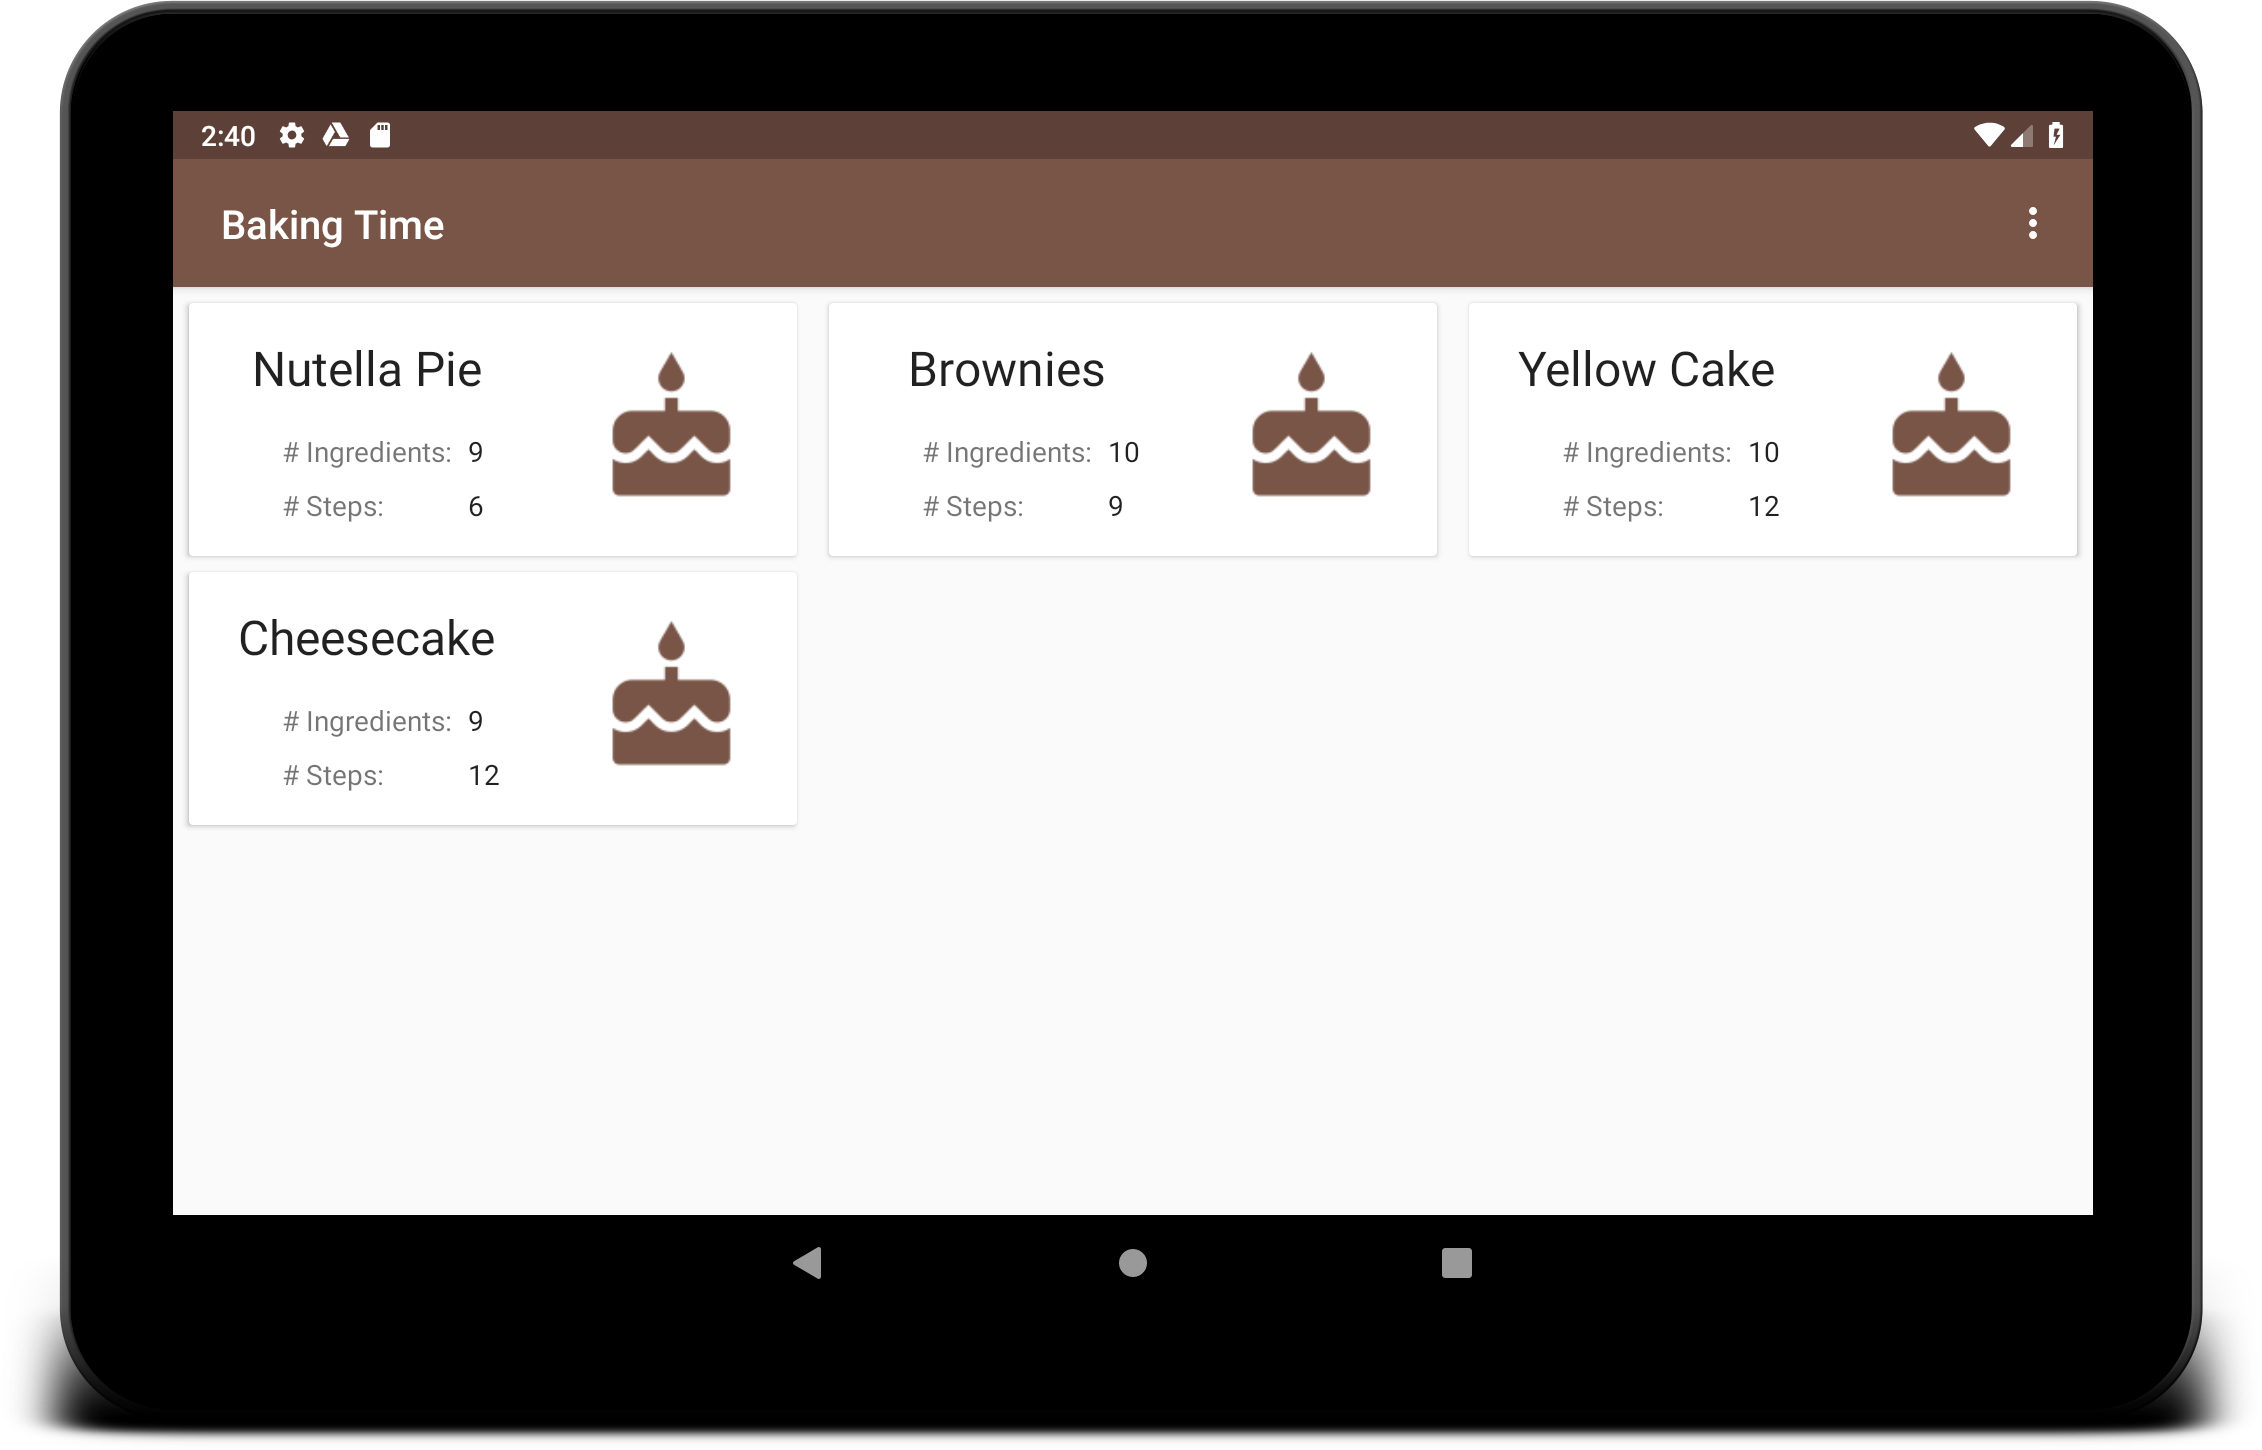 2:40
Baking Time
Nutella Pie
# Ingredients: 9
# Steps: 6
Brownies
# Ingredients: 10
# Steps: 9
Yellow Cake
# Ingredients: 10
# Steps: 12
Cheesecake
# Ingredients: 9
# Steps: 12